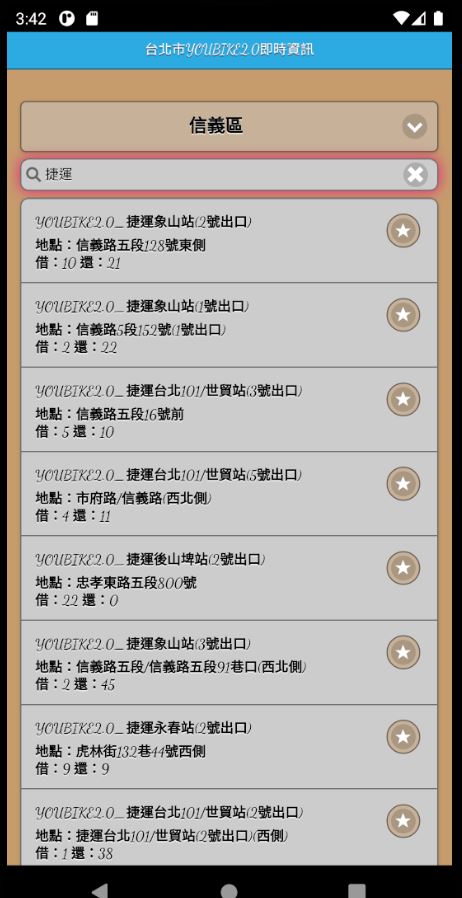 3:42
台北市YOUBIKE2.0即時資訊
信義區
捷運
YOUBIKE2.0_捷運象山站(2號出口)
地點：信義路五段128號東側
借：10 還：21
YOUBIKE2.0_捷運象山站(1號出口)
地點：信義路5段152號(1號出口)
借：2 還：22
YOUBIKE2.0_捷運台北101/世貿站(3號出口)
地點：信義路五段16號前
借：5 還：10
YOUBIKE2.0_捷運台北101/世貿站(5號出口)
地點：市府路/信義路(西北側)
借：4 還：11
YOUBIKE2.0_捷運後山埤站(2號出口)
地點：忠孝東路五段800號
借：22 還：0
YOUBIKE2.0_捷運象山站(3號出口)
地點：信義路五段/信義路五段91巷口(西北側)
借：2 還：45
YOUBIKE2.0_捷運永春站(2號出口)
地點：虎林街132巷44號西側
借：9 還：9
YOUBIKE2.0_捷運台北101/世貿站(2號出口)
地點：捷運台北101/世貿站(2號出口)(西側)
借：1 還：38